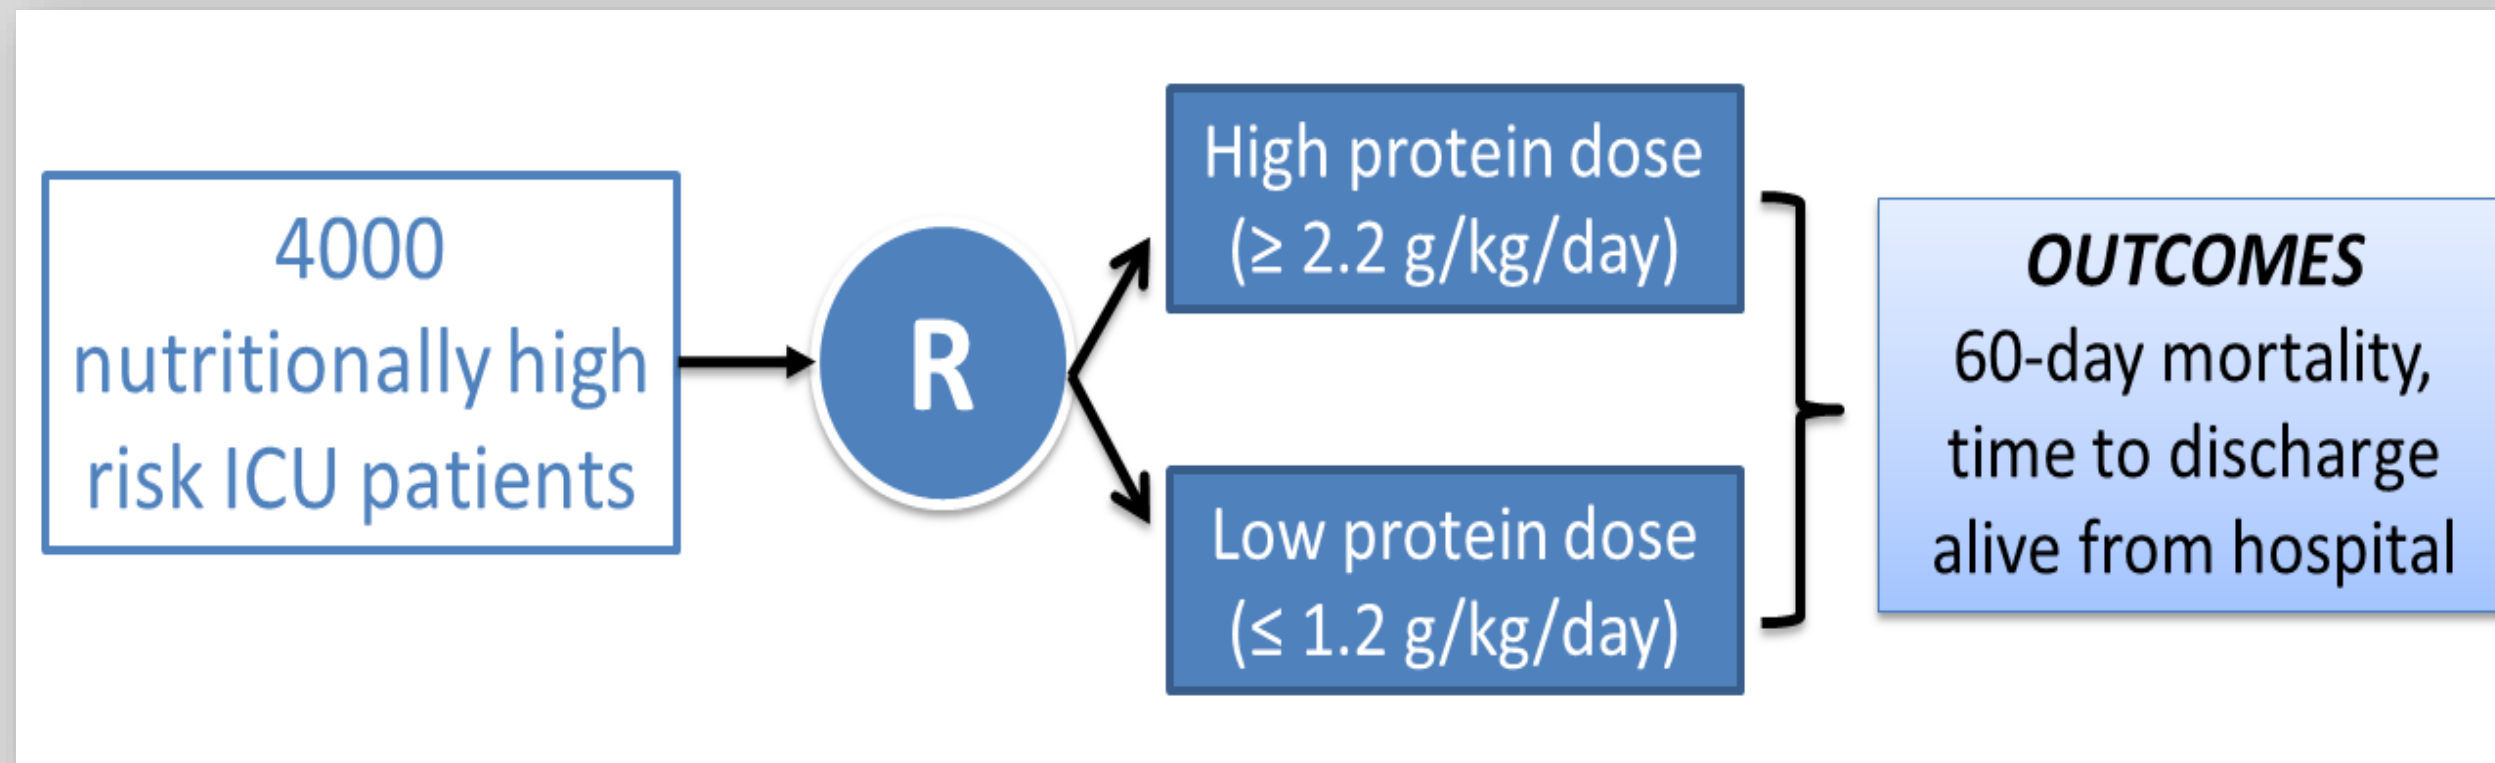 4000
nutritionally high
risk ICU patients
R
High protein dose
(≥ 2.2 g/kg/day)
Low protein dose
(≤ 1.2 g/kg/day)
OUTCOMES
60-day mortality,
time to discharge
alive from hospital